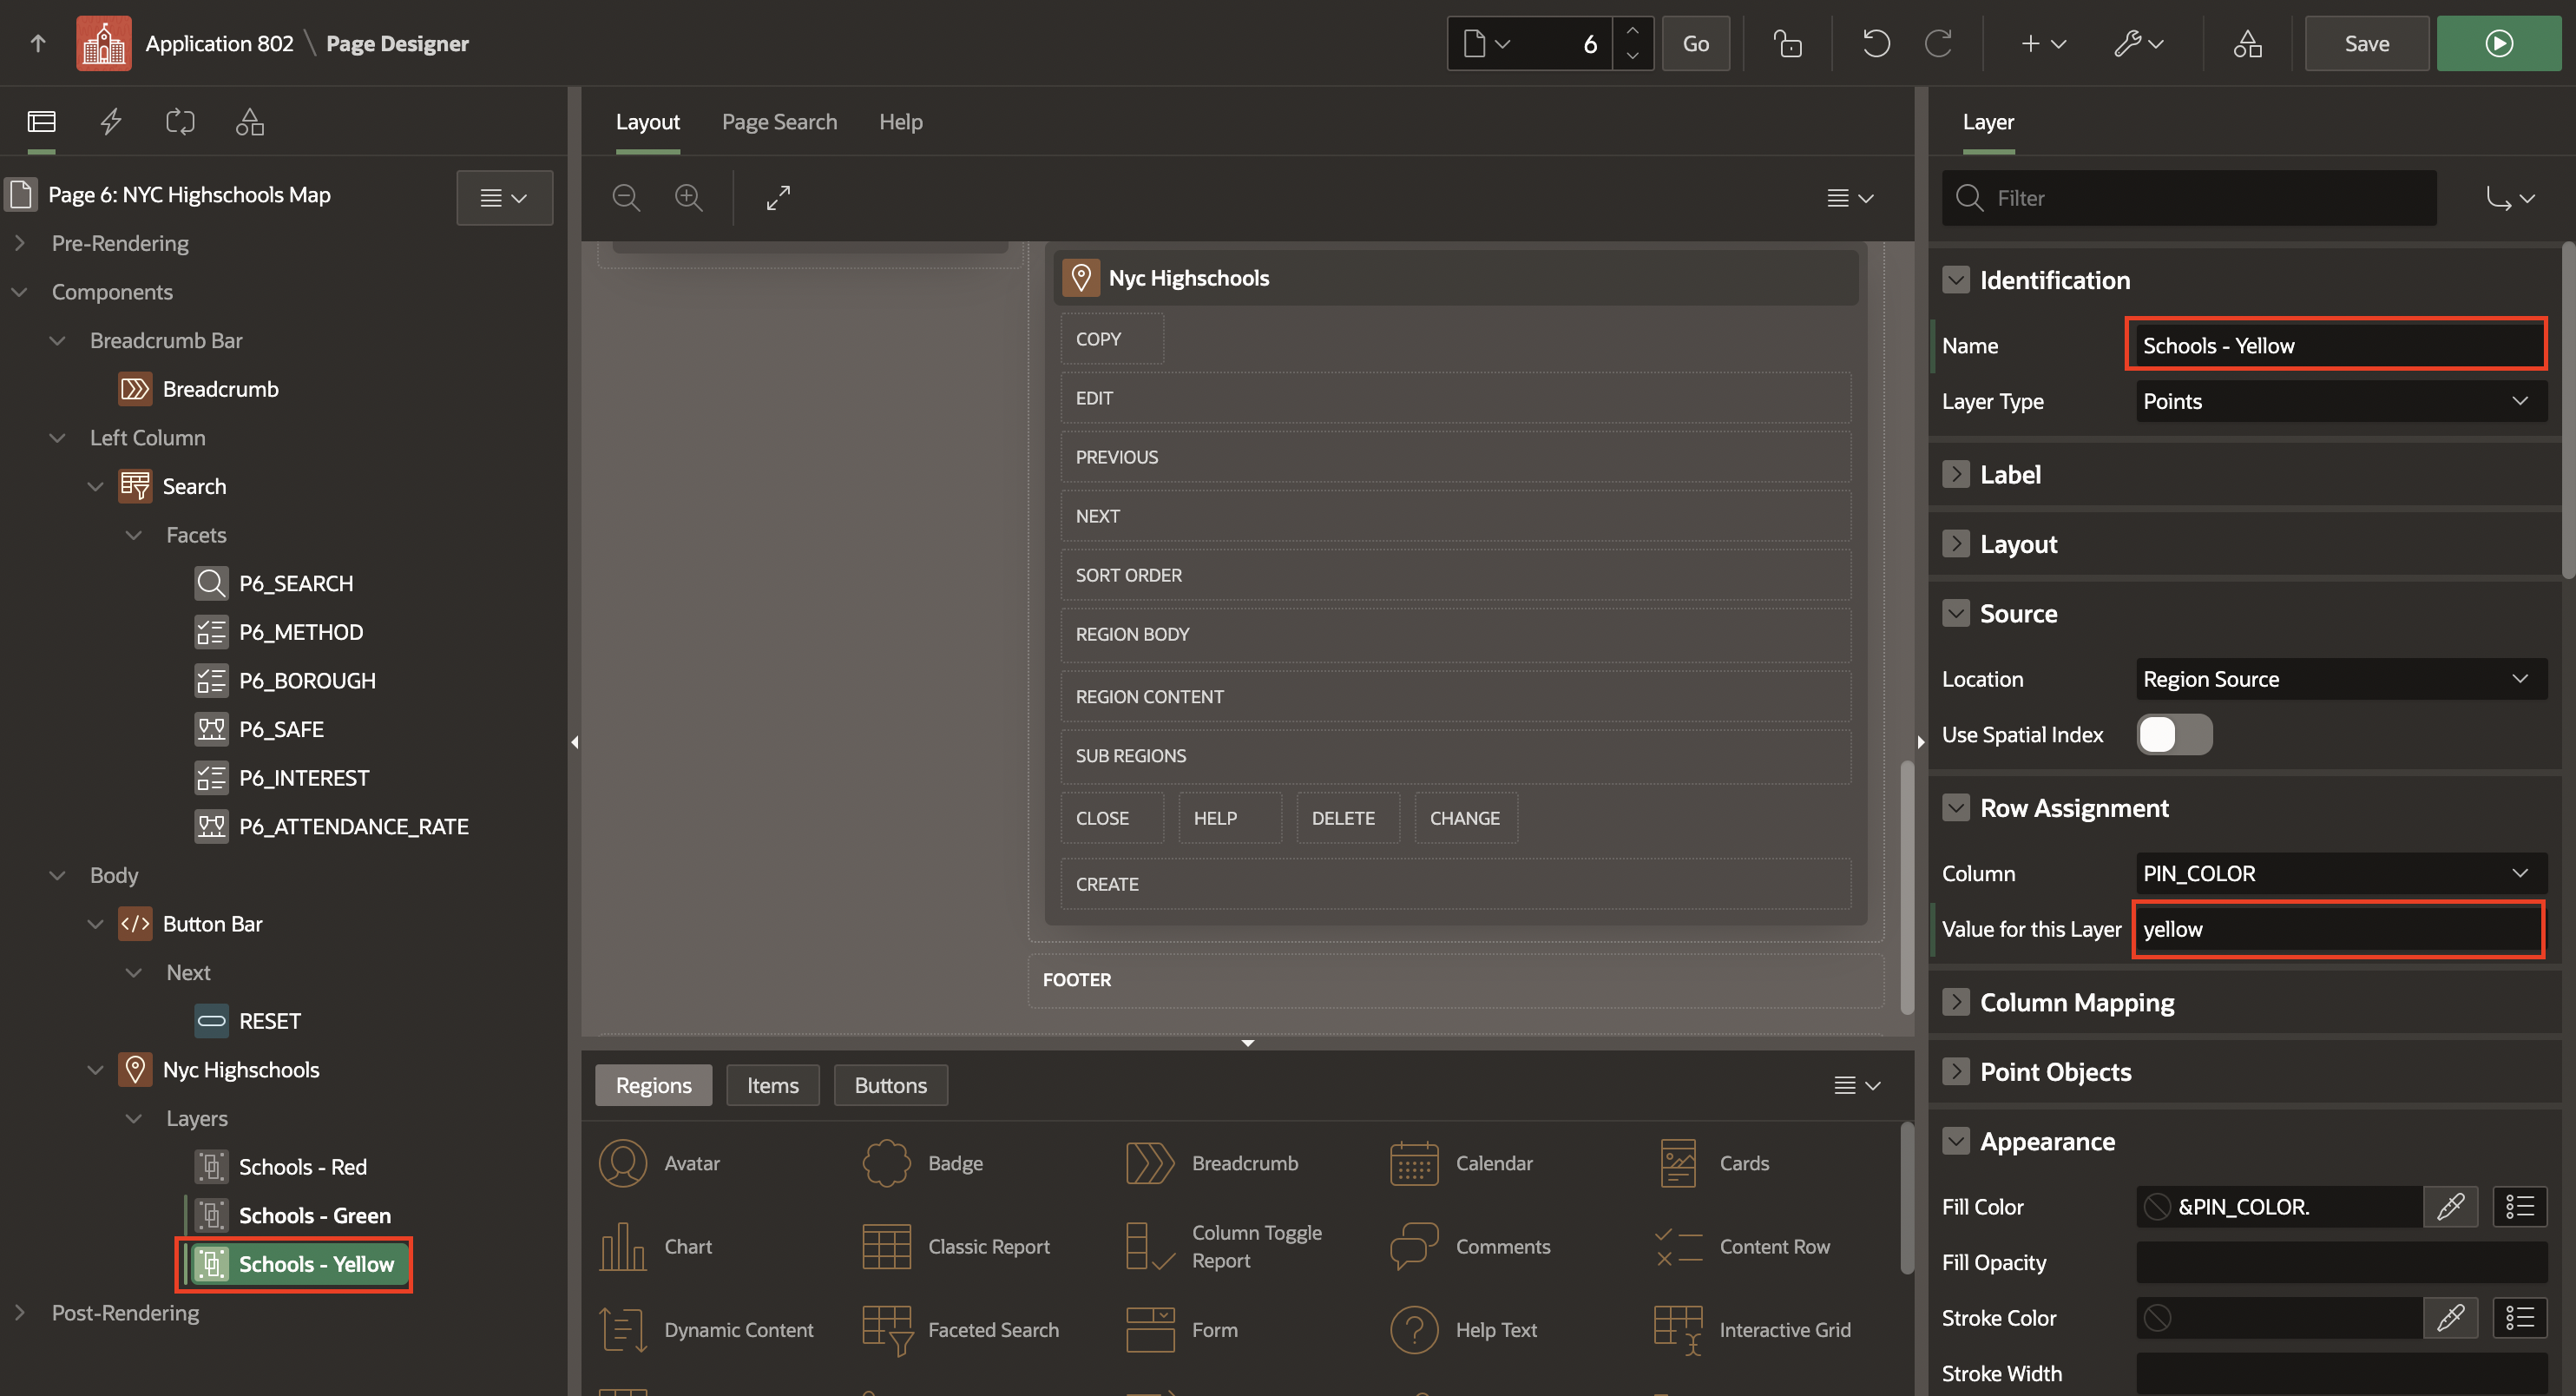 Application 802 \ Page Designer
6
Go
Save
Page 6: NYC Highschools Map
Pre-Rendering
Components
Breadcrumb Bar
Breadcrumb
Left Column
Search
Facets
P6_SEARCH
P6_METHOD
P6_BOROUGH
P6_SAFE
P6_INTEREST
P6_ATTENDANCE_RATE
Body
Button Bar
Next
RESET
Nyc Highschools
Layers
Schools - Red
Schools - Green
Schools - Yellow
Post-Rendering
Layout Page Search Help
Nyc Highschools
COPY
EDIT
PREVIOUS
NEXT
SORT ORDER
REGION BODY
REGION CONTENT
SUB REGIONS
CLOSE HELP DELETE CHANGE
CREATE
FOOTER
Regions Items Buttons
Avatar Badge Breadcrumb Calendar Cards
Chart Classic Report Column Toggle Report Comments Content Row
Dynamic Content Faceted Search Form Help Text Interactive Grid
Layer
Filter
Identification
Name Schools - Yellow
Layer Type Points
Label
Layout
Source
Location Region Source
Use Spatial Index
Row Assignment
Column PIN_COLOR
Value for this Layer yellow
Column Mapping
Point Objects
Appearance
Fill Color &PIN_COLOR.
Fill Opacity
Stroke Color
Stroke Width